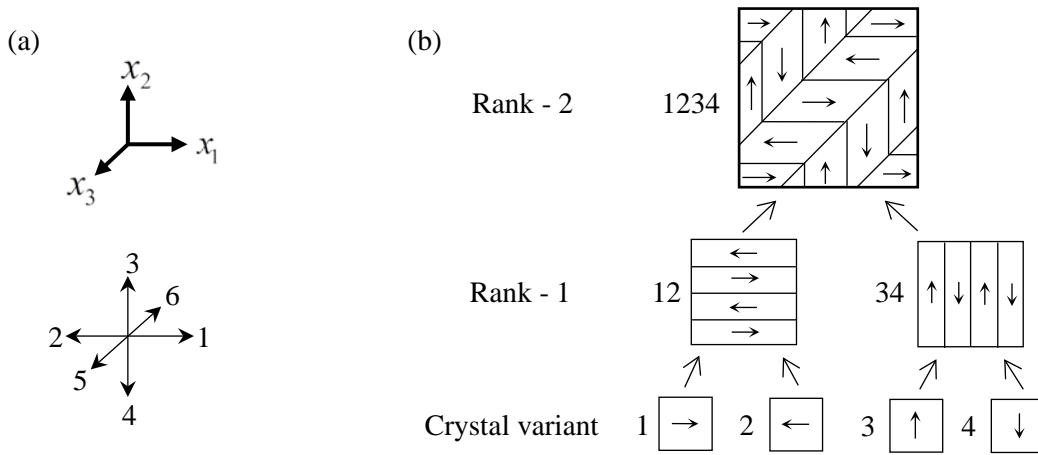 (a)
x₂
x₁
x₃
3
6
2
1
5
4
(b)
Rank - 2
1234
Rank - 1
12
34
Crystal variant
1
2
3
4